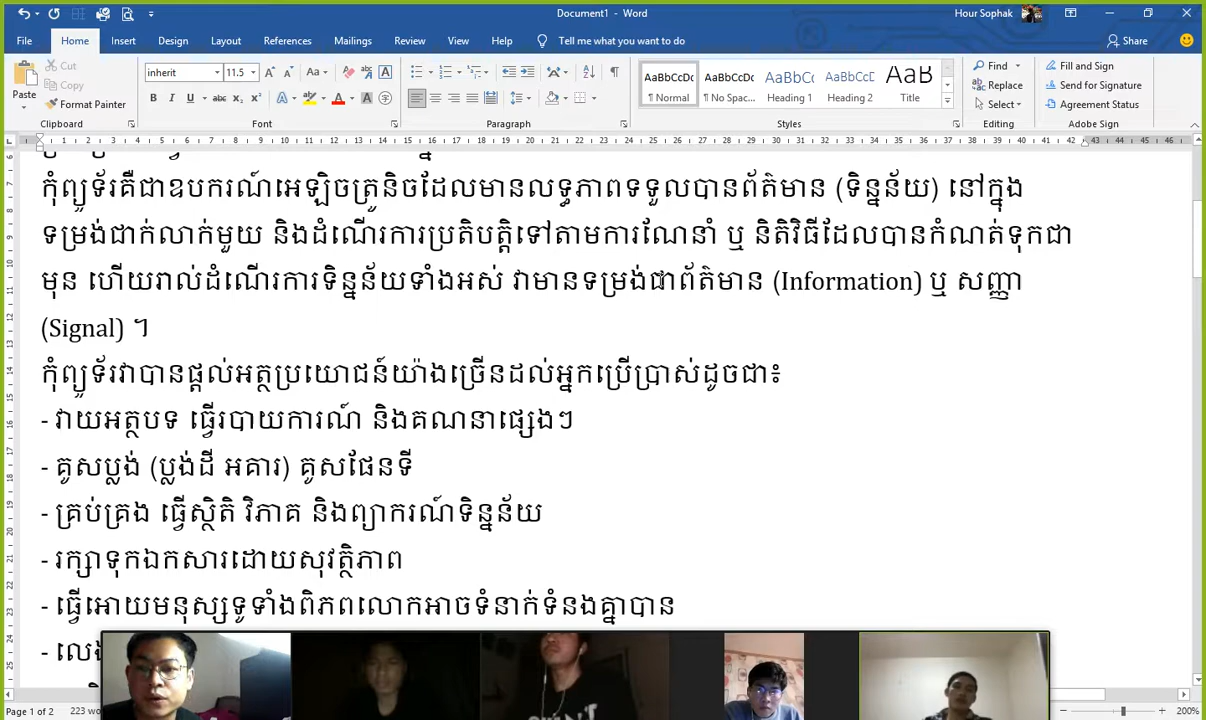 Document1 - Word
Hour Sophak
File Home Insert Design Layout References Mailings Review View Help Tell me what you want to do Share
Paste Cut Copy Format Painter
inherit 11.5
AaBbCcDc AaBbCcDc AaBbCc AaBbCcD AaB
¶ Normal ¶ No Spac... Heading 1 Heading 2 Title
Find Replace Select
Fill and Sign Send for Signature Agreement Status
Clipboard Font Paragraph Styles Editing Adobe Sign
កុំព្យូទ័រគឺជាឧបករណ៍អេឡិចត្រូនិចដែលមានលទ្ធភាពទទួលបានព័ត៌មាន (ទិន្នន័យ) នៅក្នុង
ទម្រង់ជាក់លាក់មួយ និងដំណើរការប្រតិបត្តិទៅតាមការណែនាំ ឬ និតិវិធីដែលបានកំណត់ទុកជា
មុន ហើយរាល់ដំណើរការទិន្នន័យទាំងអស់ វាមានទម្រង់ជាព័ត៌មាន (Information) ឬ សញ្ញា
(Signal) ។
កុំព្យូទ័រវាបានផ្តល់អត្ថប្រយោជន៍យ៉ាងច្រើនដល់អ្នកប្រើប្រាស់ដូចជា៖
- វាយអត្ថបទ ធ្វើរបាយការណ៍ និងគណនាផ្សេងៗ
- គូសប្លង់ (ប្លង់ដី អគារ) គូសផែនទី
- គ្រប់គ្រង ធ្វើស្ថិតិ វិភាគ និងព្យាករណ៍ទិន្នន័យ
- រក្សាទុកឯកសារដោយសុវត្ថិភាព
- ធ្វើអោយមនុស្សទូទាំងពិភពលោកអាចទំនាក់ទំនងគ្នាបាន
Page 1 of 2 223 200%